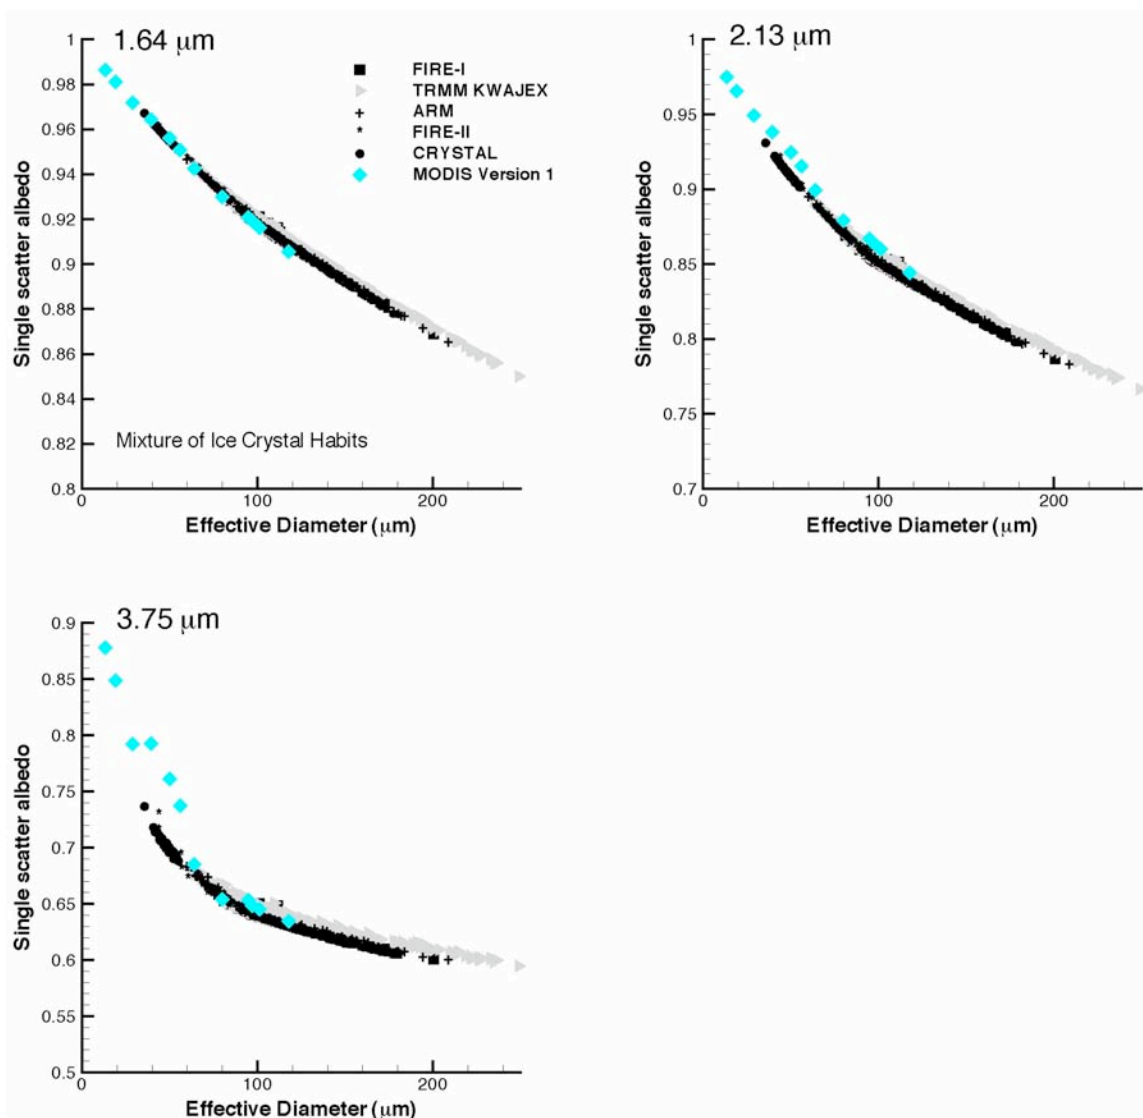 1.64 μm
1
0.98
0.96
0.94
0.92
0.9
0.88
0.86
0.84
0.82
0.8
Single scatter albedo
FIRE-I
TRMM KWAJEX
ARM
FIRE-II
CRYSTAL
MODIS Version 1
Mixture of Ice Crystal Habits
0 100 200
Effective Diameter (μm)
2.13 μm
1
0.95
0.9
0.85
0.8
0.75
0.7
Single scatter albedo
0 100 200
Effective Diameter (μm)
3.75 μm
0.9
0.85
0.8
0.75
0.7
0.65
0.6
0.55
0.5
Single scatter albedo
0 100 200
Effective Diameter (μm)